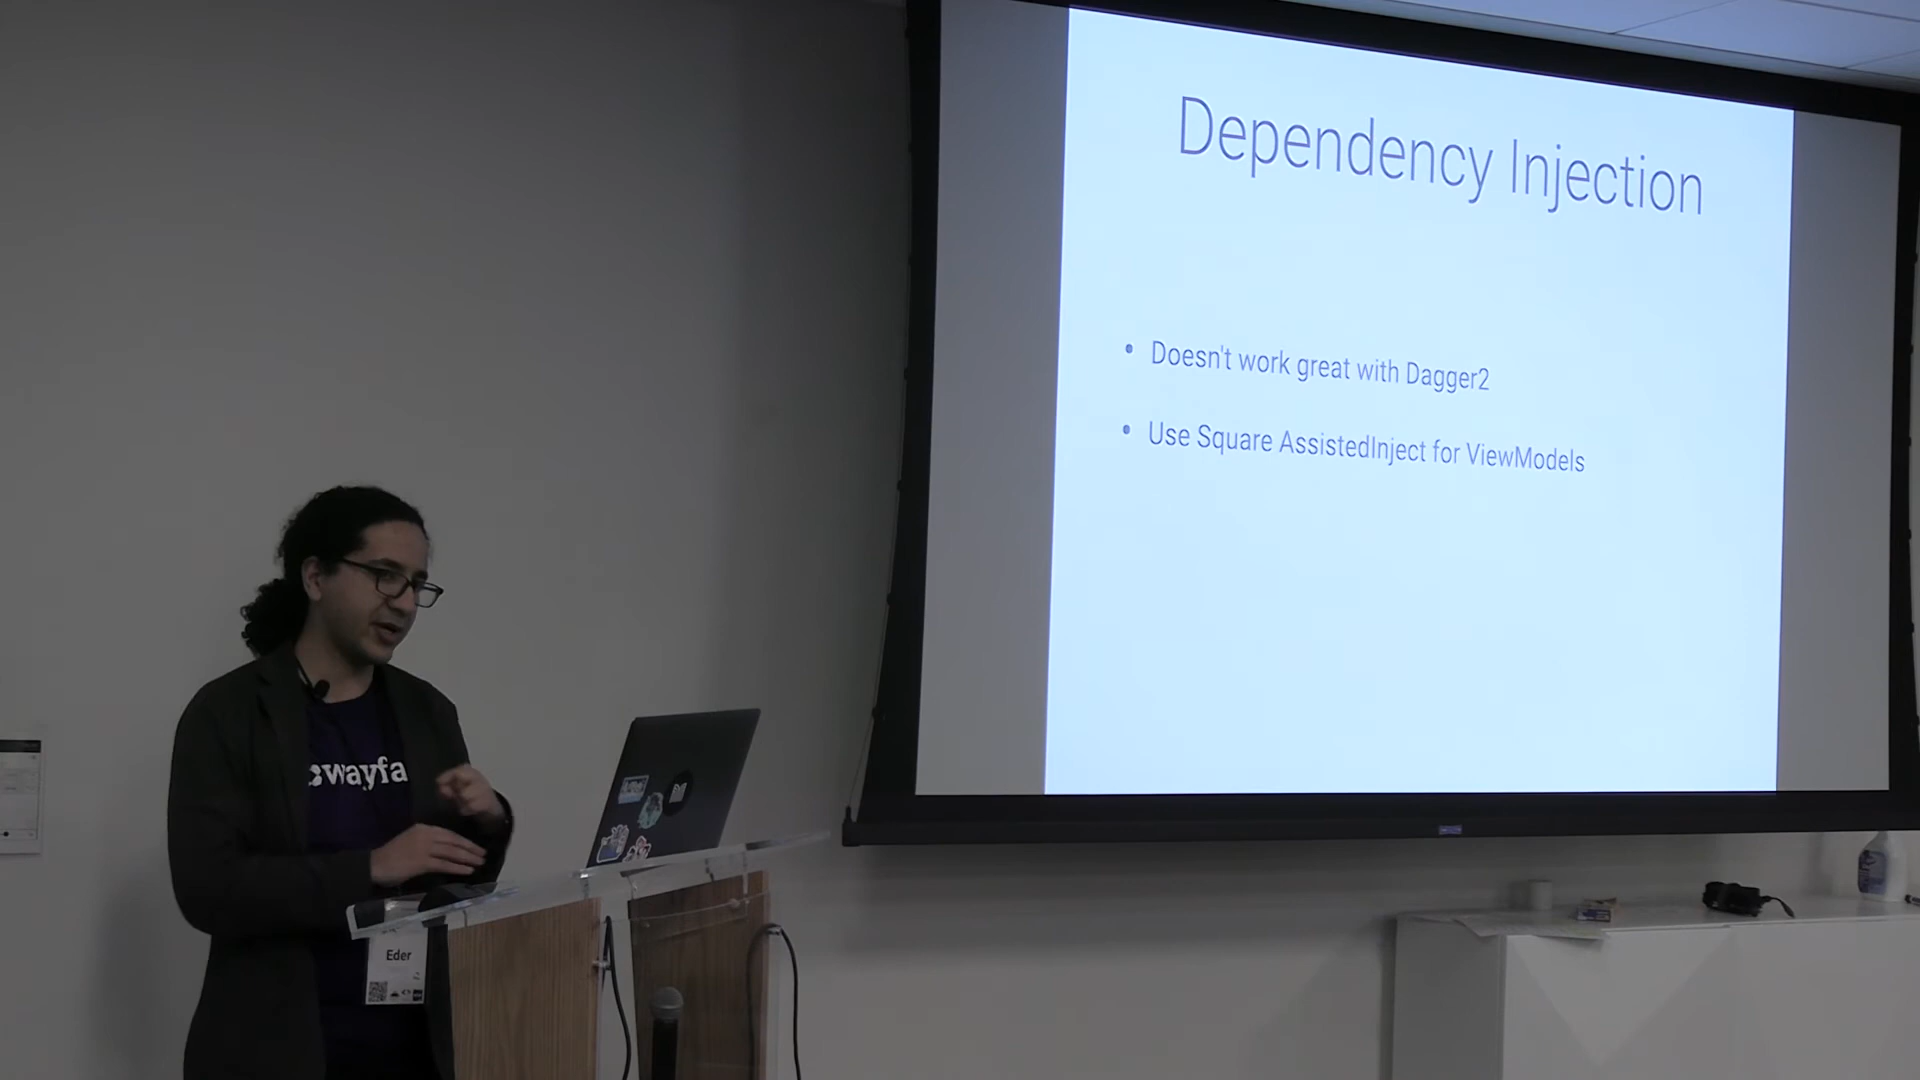 Dependency Injection
• Doesn't work great with Dagger2
• Use Square AssistedInject for ViewModels
wayfa
Eder